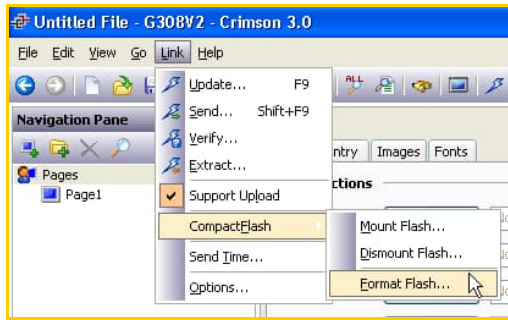 Untitled File - G308V2 - Crimson 3.0
File Edit View Go Link Help
ALL
Navigation Pane
Pages
Page1
Update... F9
Send... Shift+F9
Verify...
Extract...
Support Upload
CompactFlash
Send Time...
Options...
ntry Images Fonts
ctions
Mount Flash...
Dismount Flash...
Format Flash...